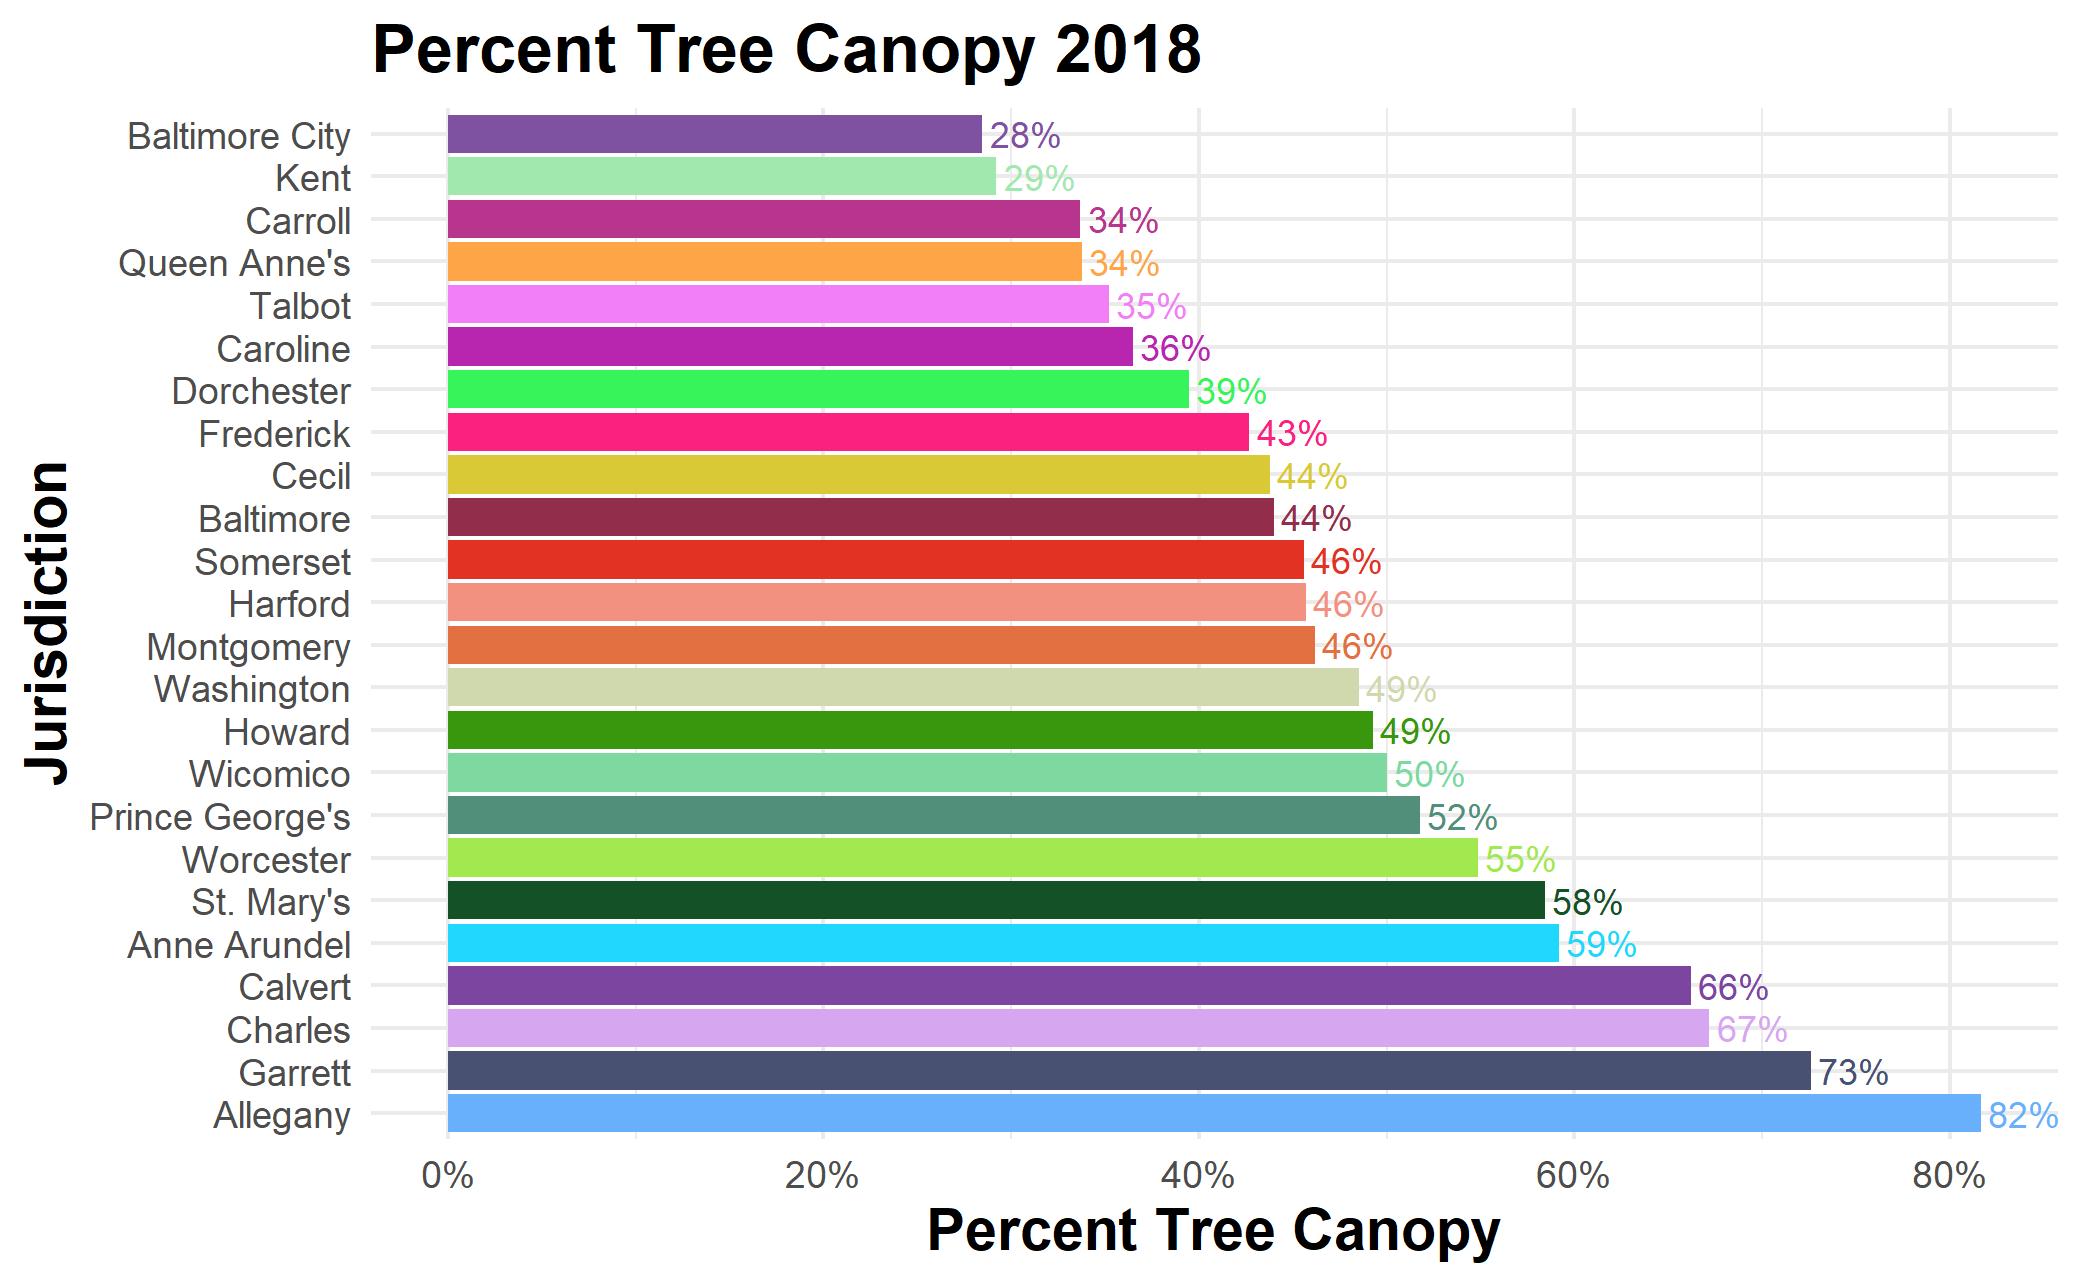 Percent Tree Canopy 2018
Jurisdiction
Baltimore City 28%
Kent 29%
Carroll 34%
Queen Anne's 34%
Talbot 35%
Caroline 36%
Dorchester 39%
Frederick 43%
Cecil 44%
Baltimore 44%
Somerset 46%
Harford 46%
Montgomery 46%
Washington 49%
Howard 49%
Wicomico 50%
Prince George's 52%
Worcester 55%
St. Mary's 58%
Anne Arundel 59%
Calvert 66%
Charles 67%
Garrett 73%
Allegany 82%
0% 20% 40% 60% 80%
Percent Tree Canopy